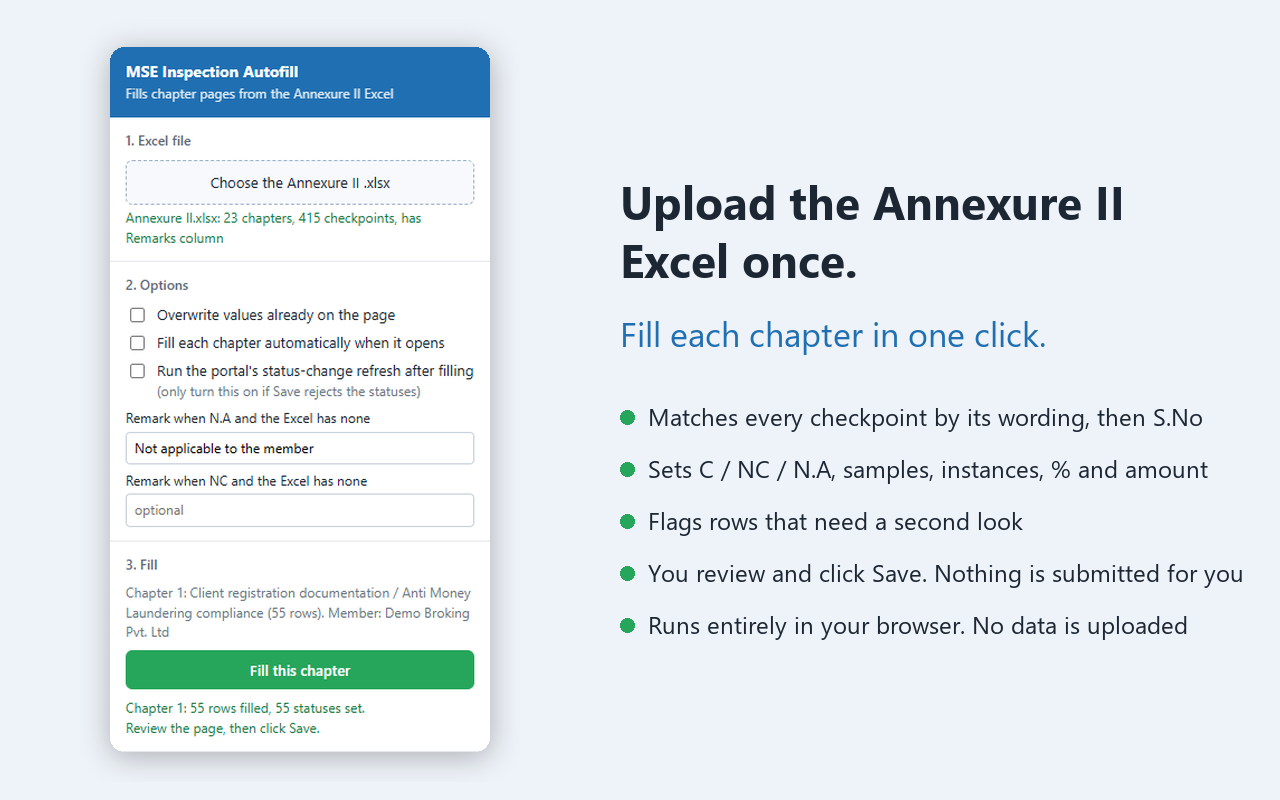 MSE Inspection Autofill
Fills chapter pages from the Annexure II Excel
1. Excel file
Choose the Annexure II .xlsx
Annexure II.xlsx: 23 chapters, 415 checkpoints, has
Remarks column
2. Options
Overwrite values already on the page
Fill each chapter automatically when it opens
Run the portal's status-change refresh after filling
(only turn this on if Save rejects the statuses)
Remark when N.A and the Excel has none
Not applicable to the member
Remark when NC and the Excel has none
optional
3. Fill
Chapter 1: Client registration documentation / Anti Money
Laundering compliance (55 rows). Member: Demo Broking
Pvt. Ltd
Fill this chapter
Chapter 1: 55 rows filled, 55 statuses set.
Review the page, then click Save.
Upload the Annexure II
Excel once.
Fill each chapter in one click.
Matches every checkpoint by its wording, then S.No
Sets C / NC / N.A, samples, instances, % and amount
Flags rows that need a second look
You review and click Save. Nothing is submitted for you
Runs entirely in your browser. No data is uploaded